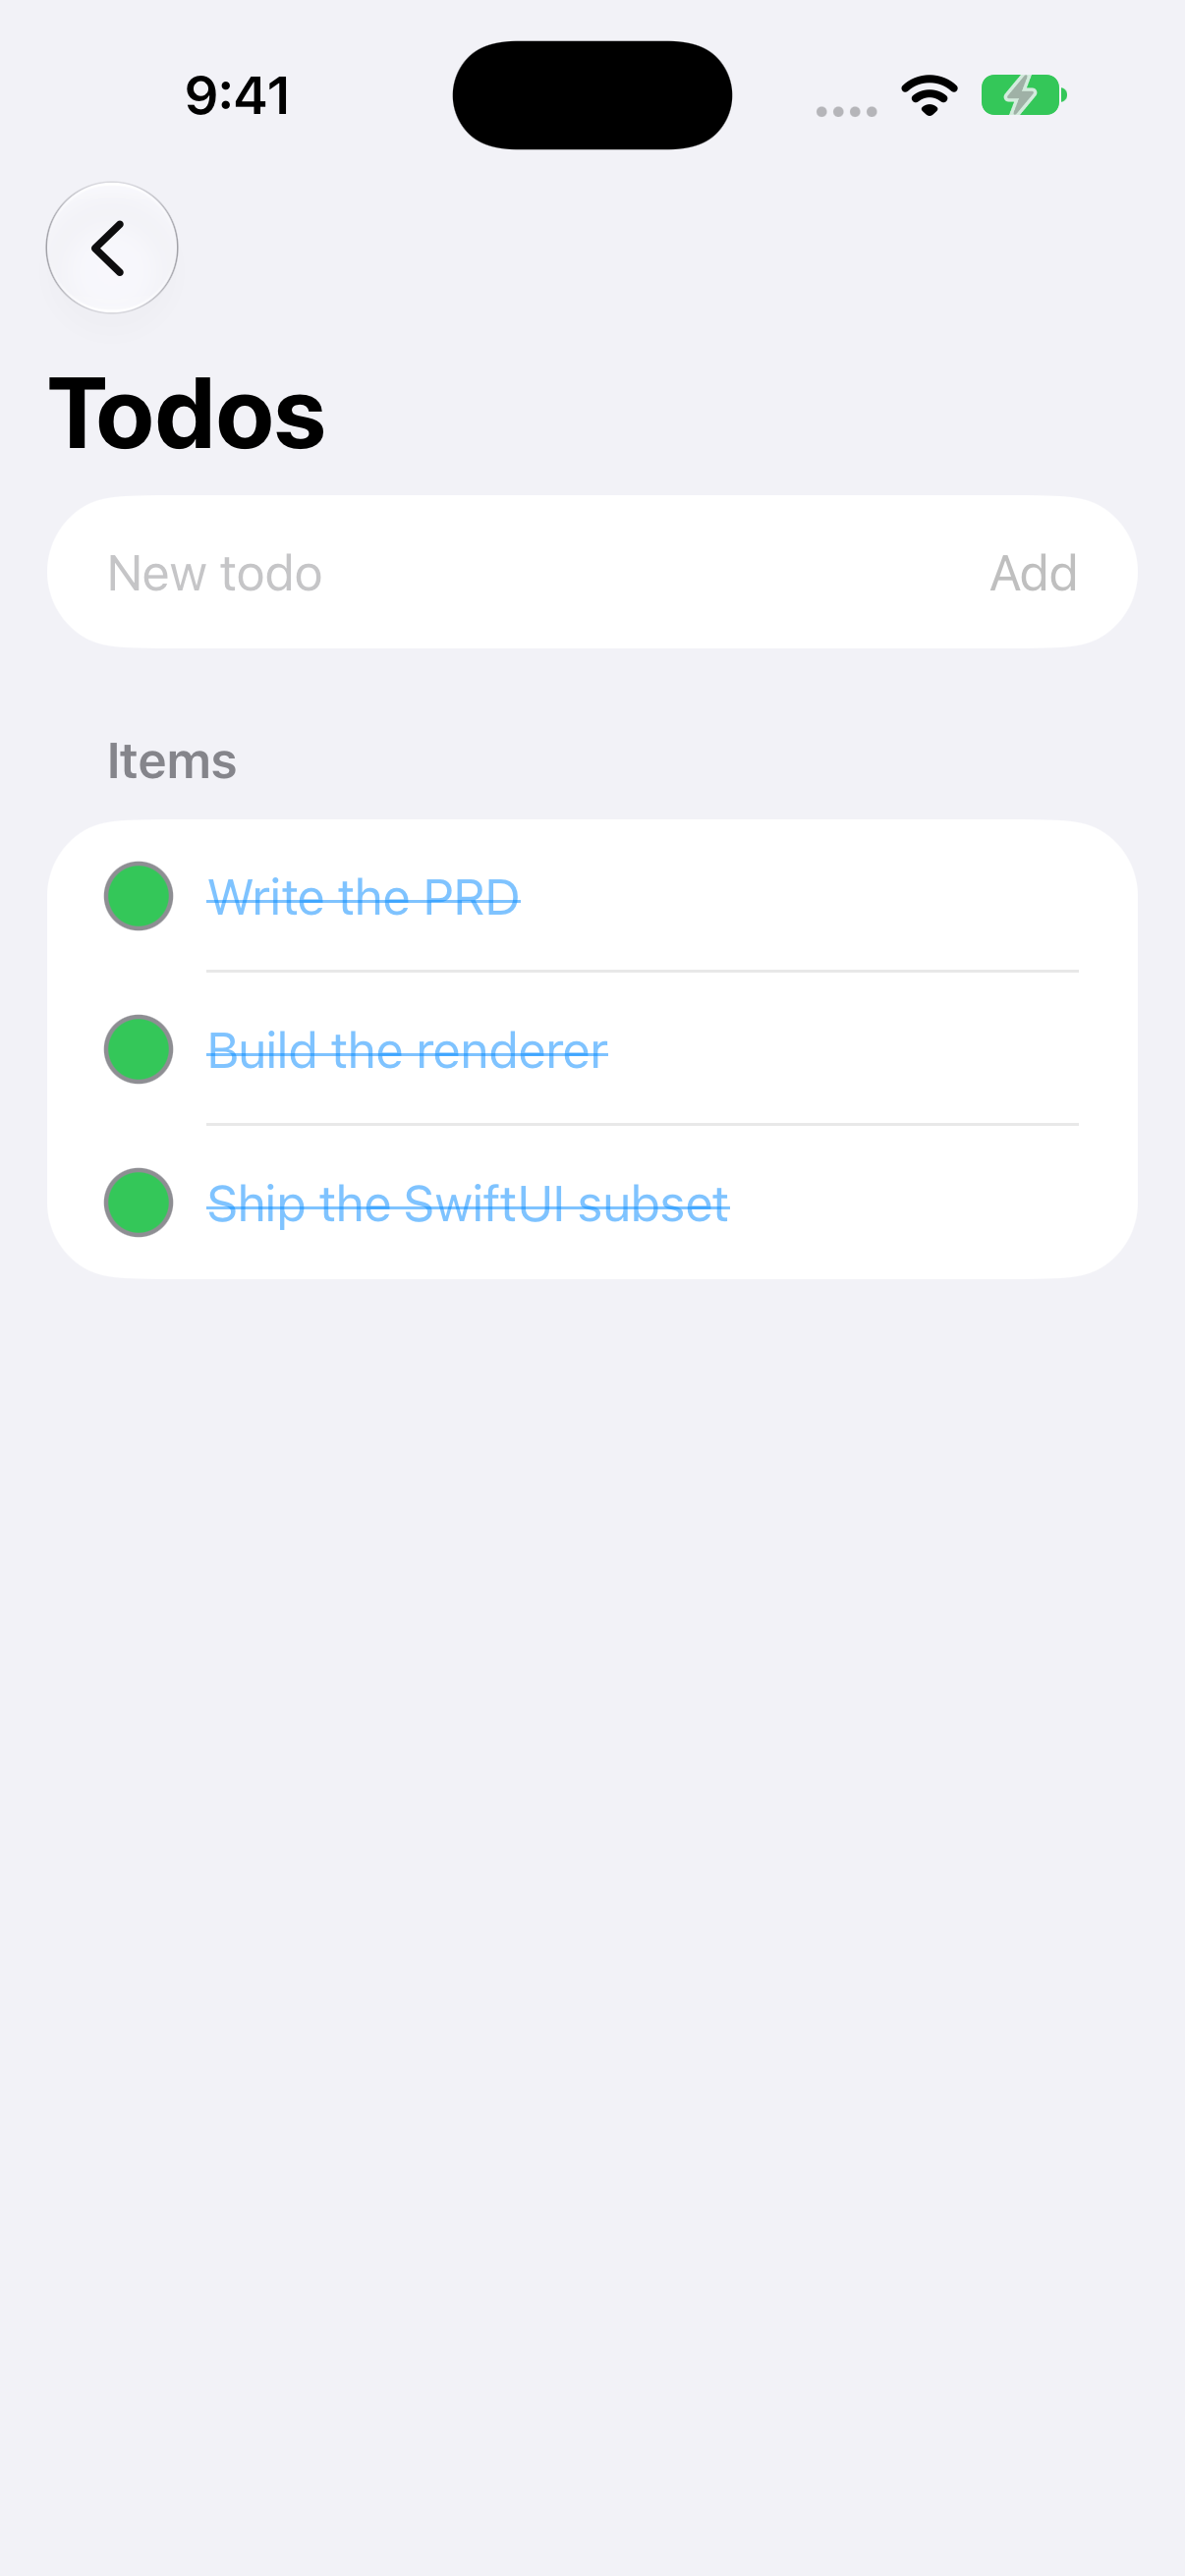 9:41
Todos
New todo
Add
Items
Write the PRD
Build the renderer
Ship the SwiftUI subset